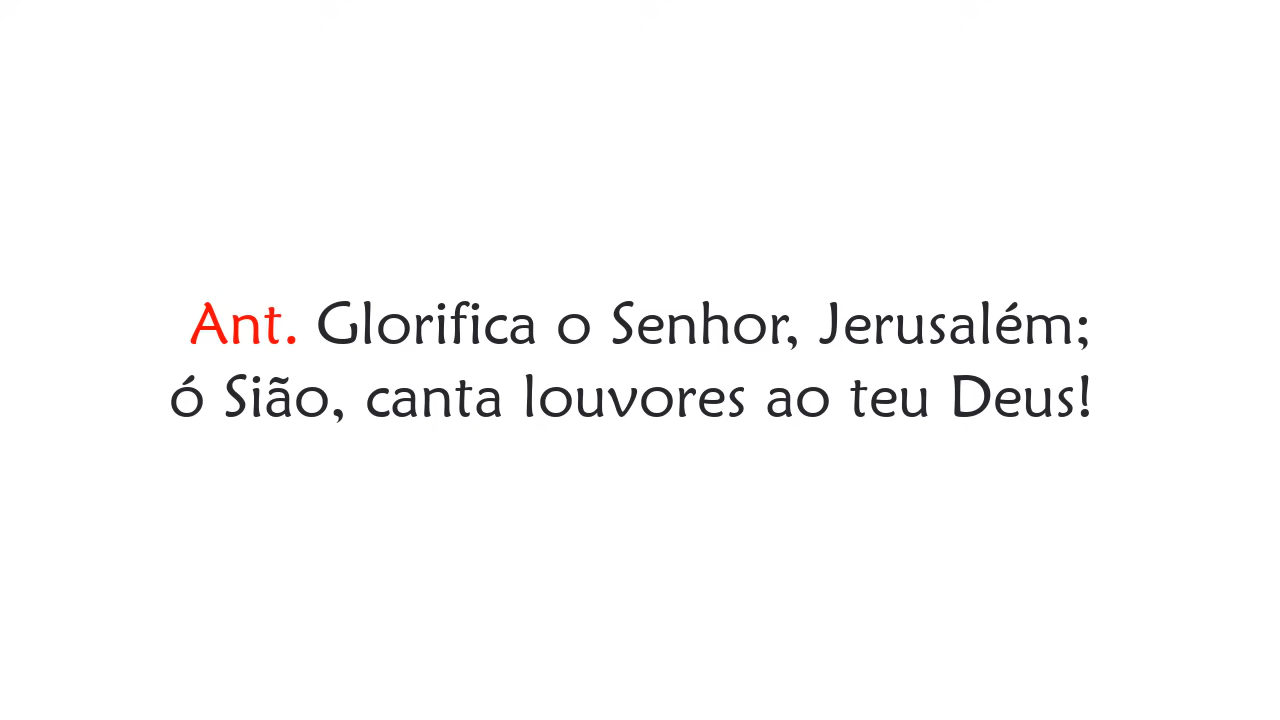 Ant. Glorifica o Senhor, Jerusalém;
ó Sião, canta louvores ao teu Deus!